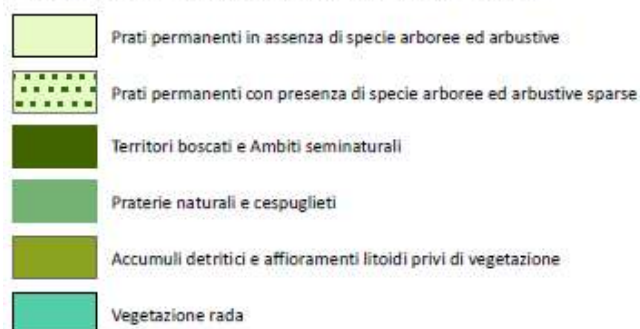 Prati permanenti in assenza di specie arboree ed arbustive
Prati permanenti con presenza di specie arboree ed arbustive sparse
Territori boscati e Ambiti seminaturali
Praterie naturali e cespuglieti
Accumuli detritici e affioramenti litoidi privi di vegetazione
Vegetazione rada